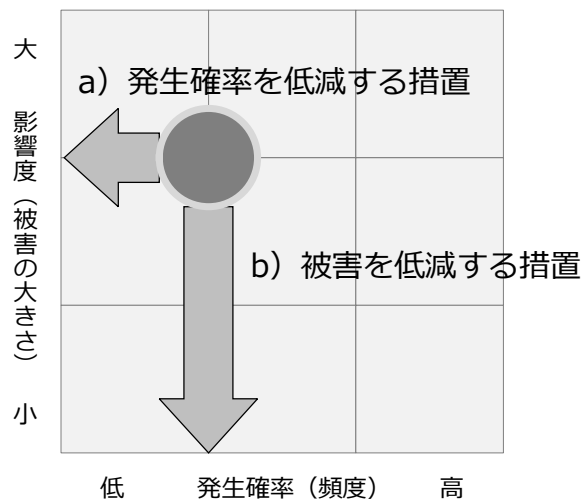 大
a）発生確率を低減する措置
影響度（被害の大きさ）
b）被害を低減する措置
小
低
発生確率（頻度）
高